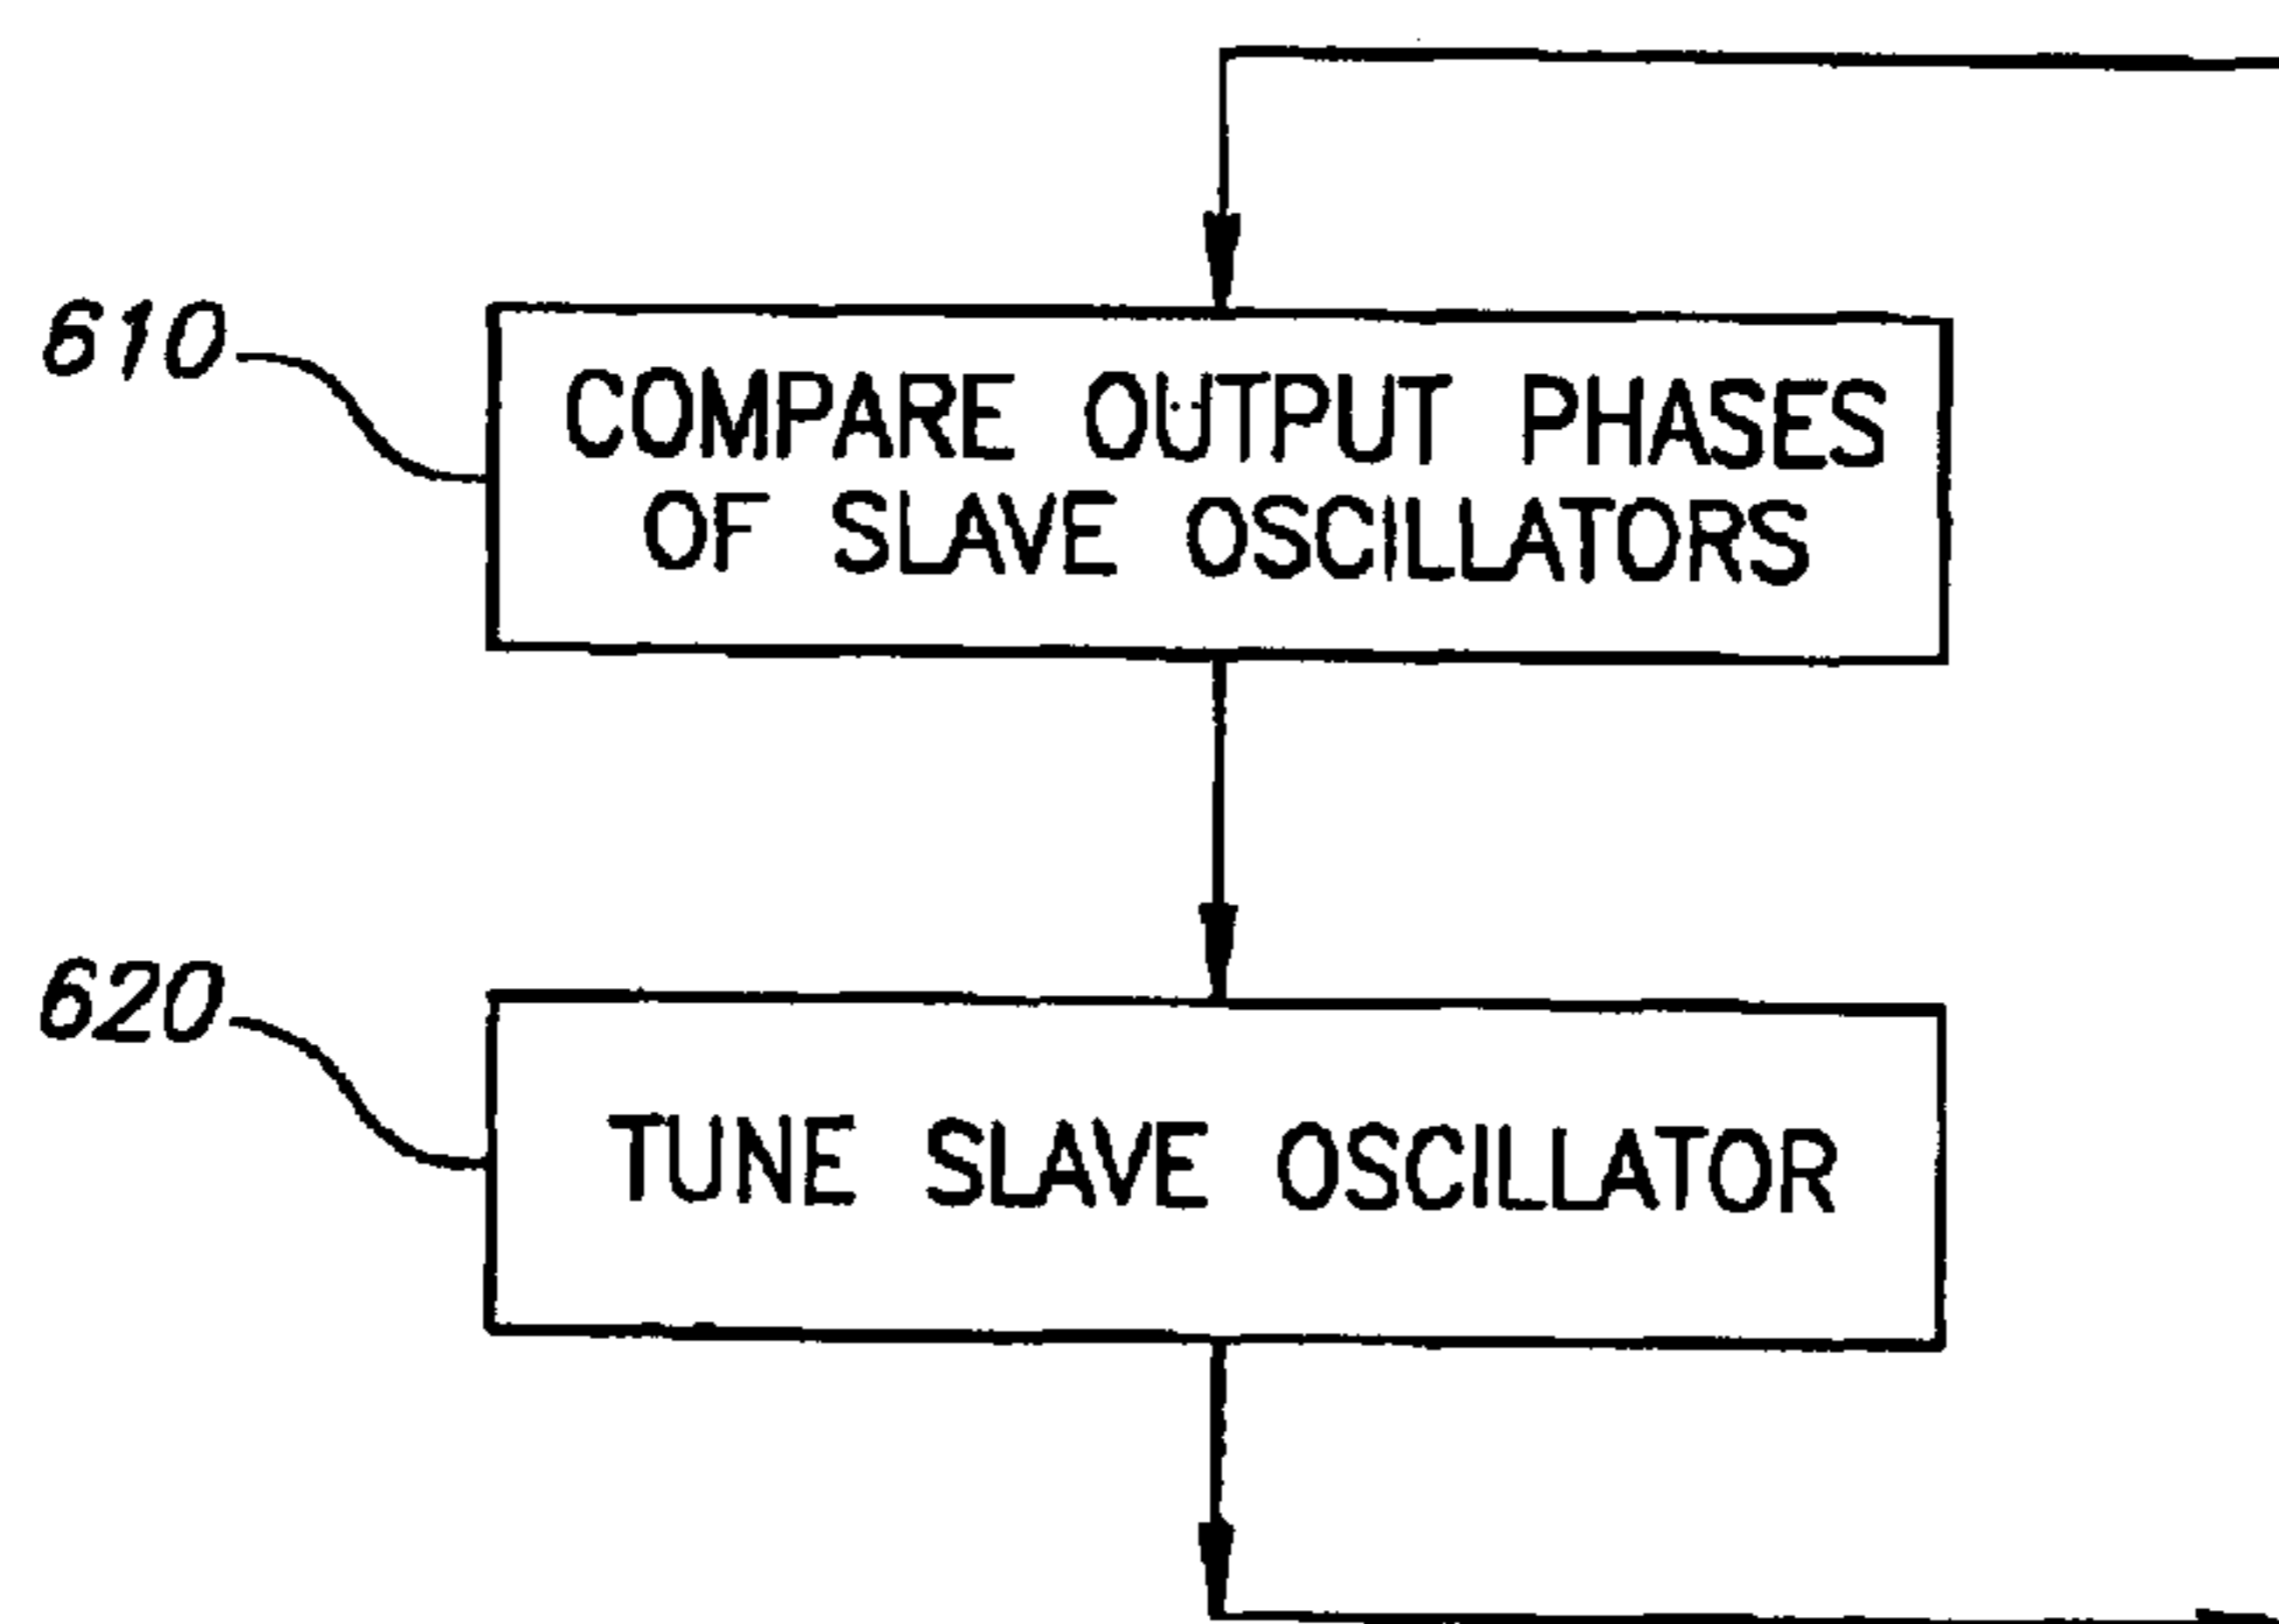 610
COMPARE OUTPUT PHASES
OF SLAVE OSCILLATORS
620
TUNE SLAVE OSCILLATOR